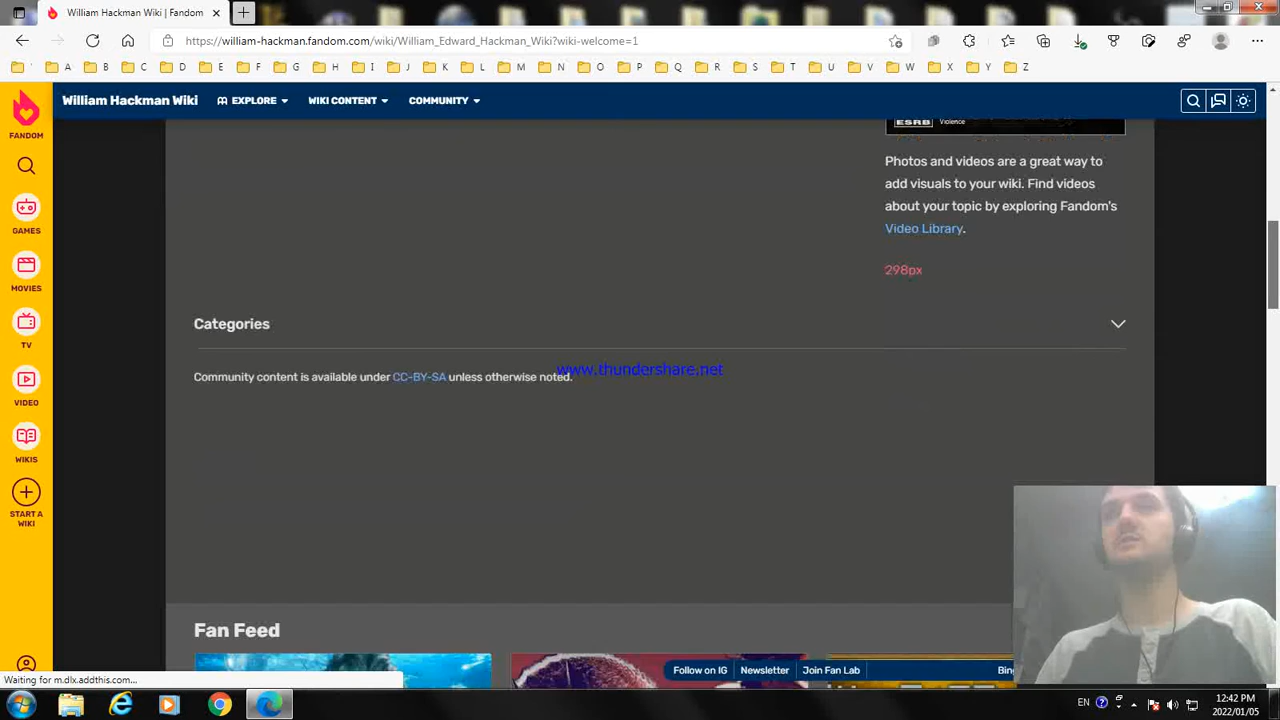 William Hackman Wiki | Fandom
https://william-hackman.fandom.com/wiki/William_Edward_Hackman_Wiki?wiki-welcome=1
A B C D E F G H I J K L M N O P Q R S T U V W X Y Z
FANDOM
William Hackman Wiki EXPLORE WIKI CONTENT COMMUNITY
GAMES
MOVIES
TV
VIDEO
WIKIS
START A
WIKI
ESRB Violence
Photos and videos are a great way to
add visuals to your wiki. Find videos
about your topic by exploring Fandom's
Video Library.
298px
Categories
www.thundershare.net
Community content is available under CC-BY-SA unless otherwise noted.
Fan Feed
Follow on IG Newsletter Join Fan Lab Bing
Waiting for m.dlx.addthis.com...
EN
12:42 PM
2022/01/05